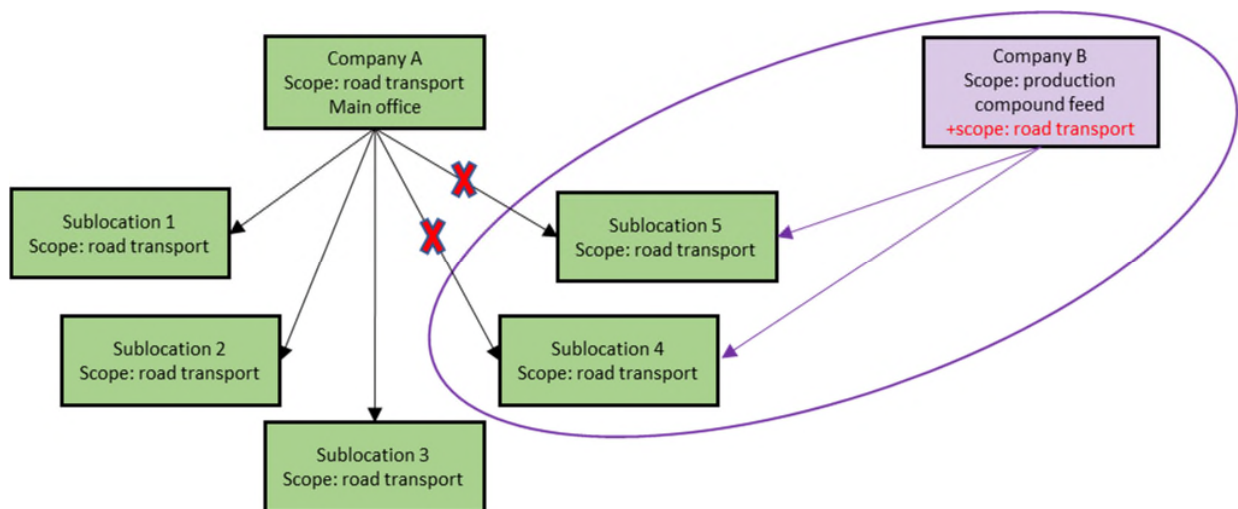 Company A
Scope: road transport
Main office
Company B
Scope: production
compound feed
+scope: road transport
Sublocation 1
Scope: road transport
Sublocation 5
Scope: road transport
Sublocation 2
Scope: road transport
Sublocation 4
Scope: road transport
Sublocation 3
Scope: road transport